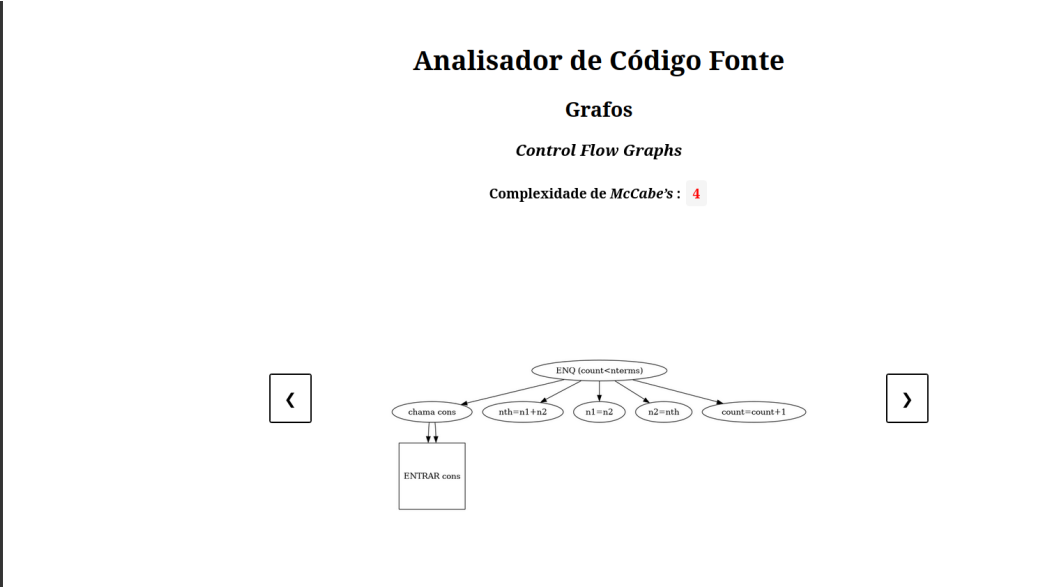 Analisador de Código Fonte
Grafos
Control Flow Graphs
Complexidade de McCabe's : 4
ENQ (count<nterms)
❮
chama cons
nth=n1+n2
n1=n2
n2=nth
count=count+1
❯
ENTRAR cons